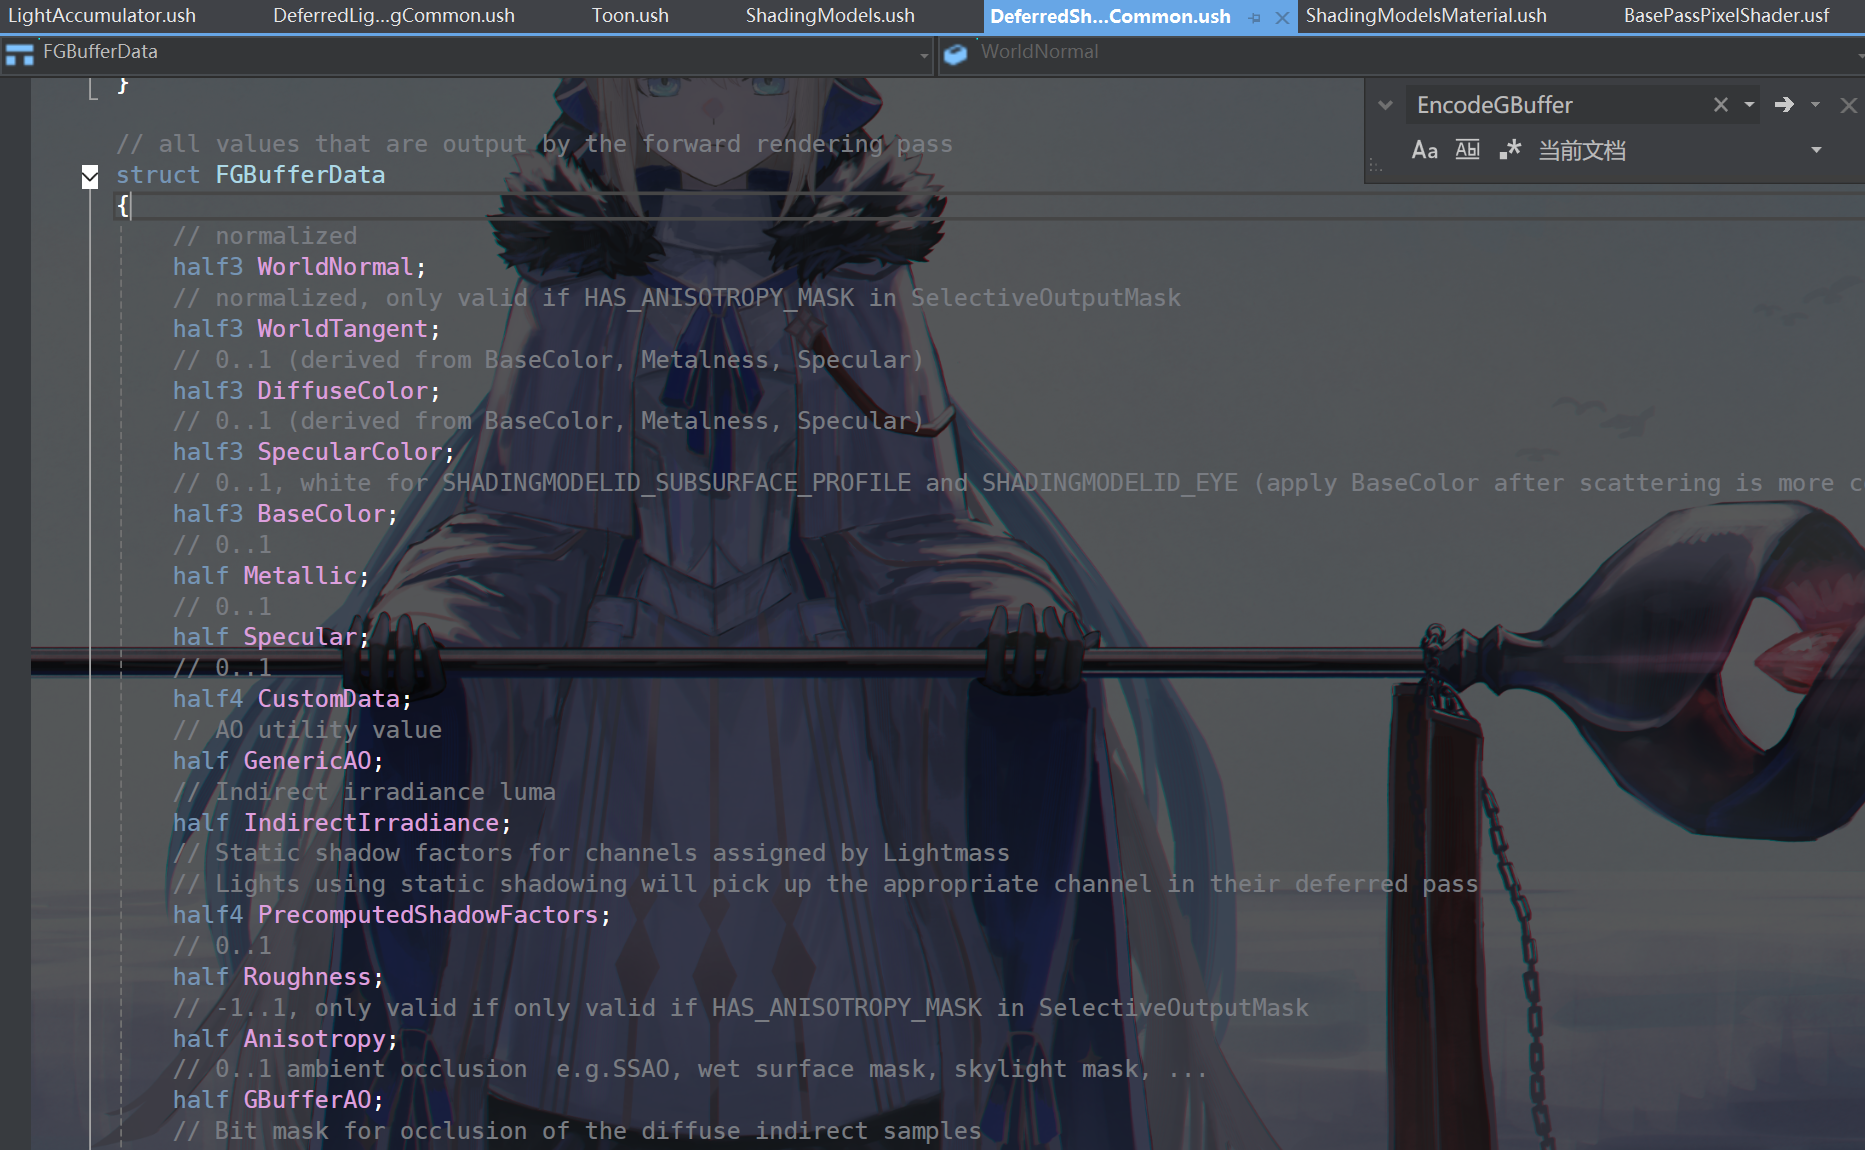 LightAccumulator.ush DeferredLig...gCommon.ush Toon.ush ShadingModels.ush DeferredSh...Common.ush ShadingModelsMaterial.ush BasePassPixelShader.usf
FGBufferData WorldNormal
}
EncodeGBuffer
Aa Abl .* 当前文档
// all values that are output by the forward rendering pass
struct FGBufferData
{
// normalized
half3 WorldNormal;
// normalized, only valid if HAS_ANISOTROPY_MASK in SelectiveOutputMask
half3 WorldTangent;
// 0..1 (derived from BaseColor, Metalness, Specular)
half3 DiffuseColor;
// 0..1 (derived from BaseColor, Metalness, Specular)
half3 SpecularColor;
// 0..1, white for SHADINGMODELID_SUBSURFACE_PROFILE and SHADINGMODELID_EYE (apply BaseColor after scattering is more c
half3 BaseColor;
// 0..1
half Metallic;
// 0..1
half Specular;
// 0..1
half4 CustomData;
// AO utility value
half GenericAO;
// Indirect irradiance luma
half IndirectIrradiance;
// Static shadow factors for channels assigned by Lightmass
// Lights using static shadowing will pick up the appropriate channel in their deferred pass
half4 PrecomputedShadowFactors;
// 0..1
half Roughness;
// -1..1, only valid if only valid if HAS_ANISOTROPY_MASK in SelectiveOutputMask
half Anisotropy;
// 0..1 ambient occlusion  e.g.SSAO, wet surface mask, skylight mask, ...
half GBufferAO;
// Bit mask for occlusion of the diffuse indirect samples